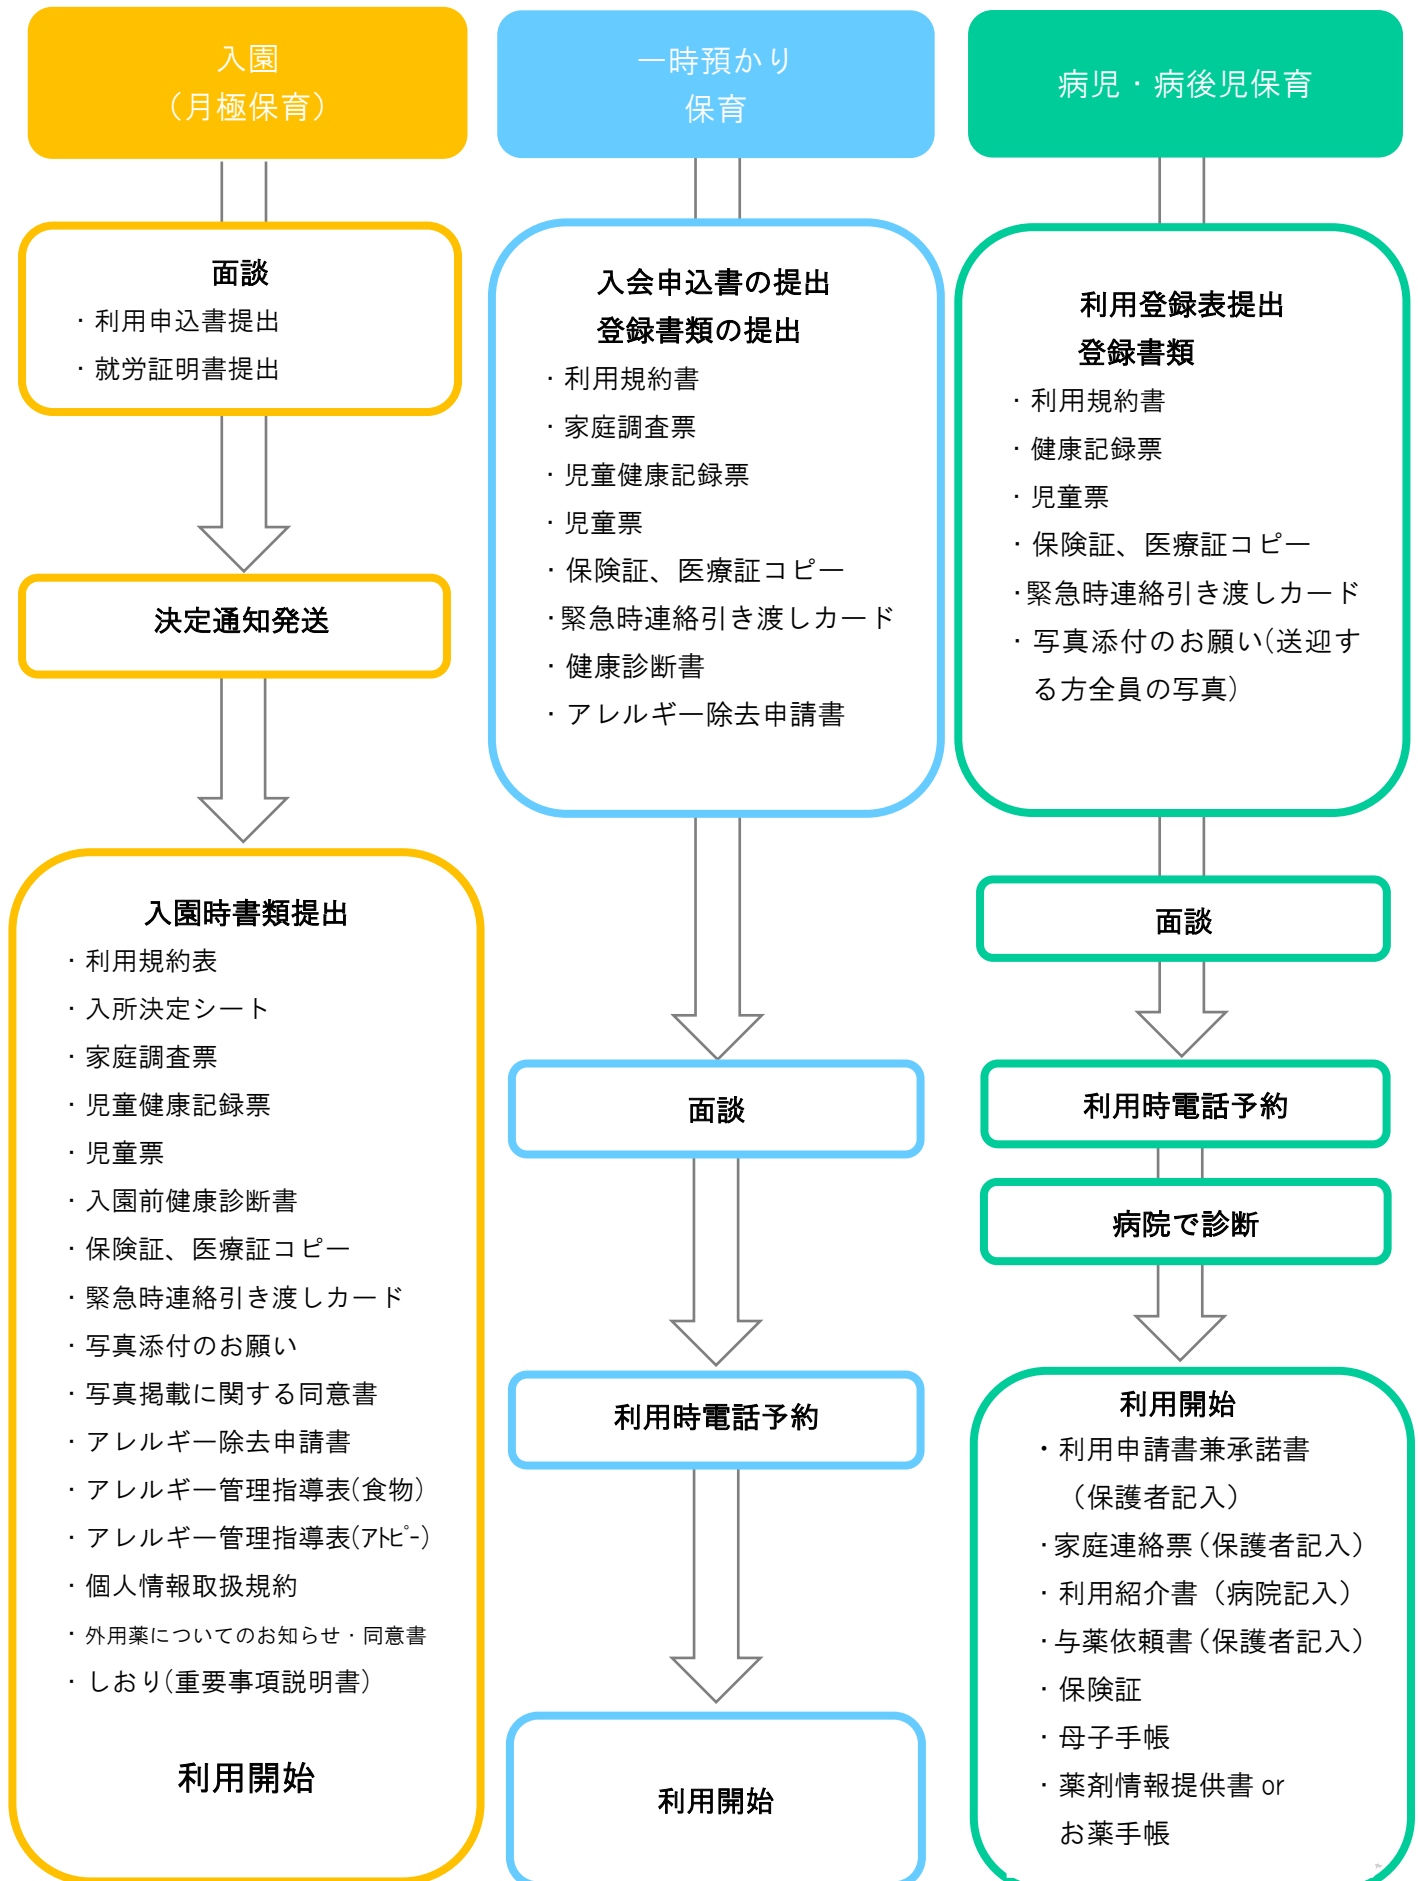 入園
（月極保育）
面談
・利用申込書提出
・就労証明書提出
決定通知発送
入園時書類提出
・利用規約表
・入所決定シート
・家庭調査票
・児童健康記録票
・児童票
・入園前健康診断書
・保険証、医療証コピー
・緊急時連絡引き渡しカード
・写真添付のお願い
・写真掲載に関する同意書
・アレルギー除去申請書
・アレルギー管理指導表(食物)
・アレルギー管理指導表(ｱﾄﾋﾟｰ)
・個人情報取扱規約
・外用薬についてのお知らせ・同意書
・しおり(重要事項説明書)
利用開始
一時預かり
保育
入会申込書の提出
登録書類の提出
・利用規約書
・家庭調査票
・児童健康記録票
・児童票
・保険証、医療証コピー
・緊急時連絡引き渡しカード
・健康診断書
・アレルギー除去申請書
面談
利用時電話予約
利用開始
病児・病後児保育
利用登録表提出
登録書類
・利用規約書
・健康記録票
・児童票
・保険証、医療証コピー
・緊急時連絡引き渡しカード
・写真添付のお願い(送迎す
る方全員の写真)
面談
利用時電話予約
病院で診断
利用開始
・利用申請書兼承諾書
（保護者記入）
・家庭連絡票（保護者記入）
・利用紹介書（病院記入）
・与薬依頼書（保護者記入）
・保険証
・母子手帳
・薬剤情報提供書 or
お薬手帳